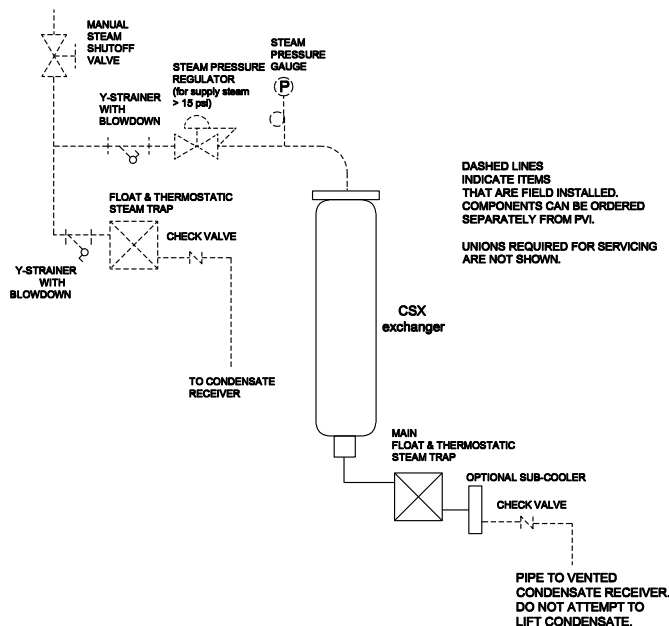 MANUAL
STEAM
SHUTOFF
VALVE
STEAM
PRESSURE
GAUGE
STEAM PRESSURE
REGULATOR
(for supply steam
> 15 psi)
P
Y-STRAINER
WITH
BLOWDOWN
DASHED LINES
INDICATE ITEMS
THAT ARE FIELD INSTALLED.
COMPONENTS CAN BE ORDERED
SEPARATELY FROM PVI.
UNIONS REQUIRED FOR SERVICING
ARE NOT SHOWN.
FLOAT & THERMOSTATIC
STEAM TRAP
CHECK VALVE
Y-STRAINER
WITH
BLOWDOWN
CSX
exchanger
TO CONDENSATE
RECEIVER
MAIN
FLOAT & THERMOSTATIC
STEAM TRAP
OPTIONAL SUB-COOLER
CHECK VALVE
PIPE TO VENTED
CONDENSATE RECEIVER.
DO NOT ATTEMPT TO
LIFT CONDENSATE.